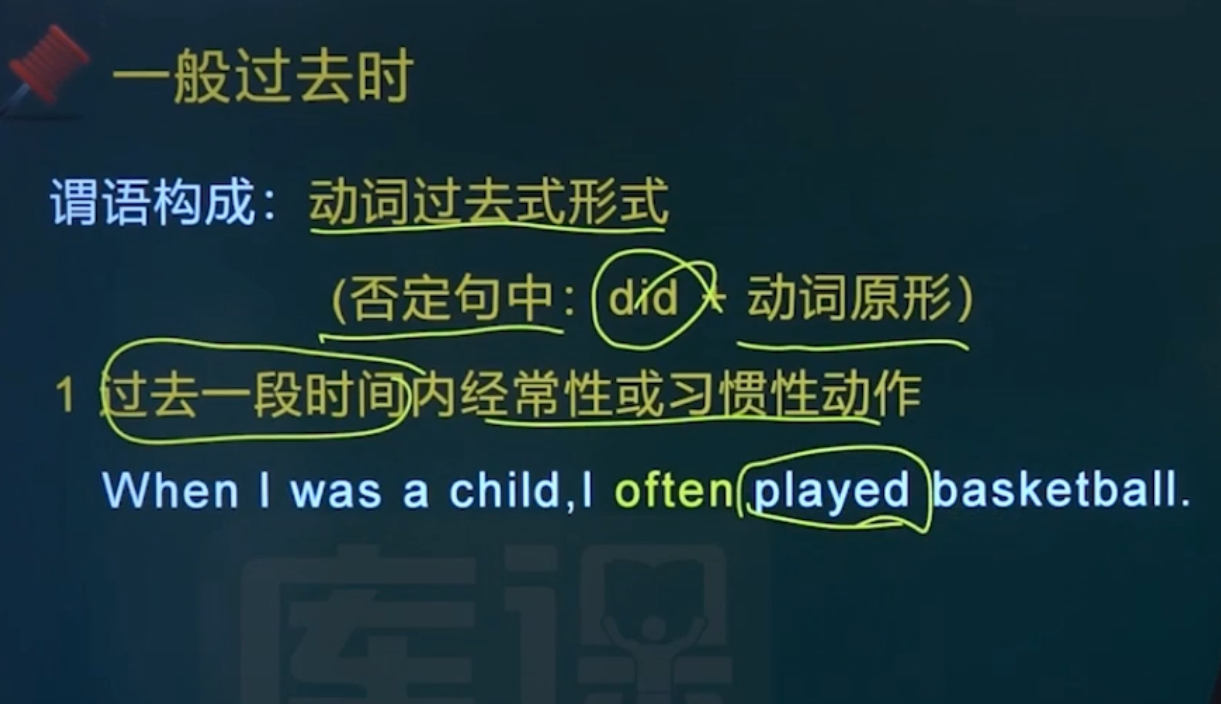 一般过去时
谓语构成：动词过去式形式
(否定句中：did + 动词原形)
1 过去一段时间内经常性或习惯性动作
When I was a child,I often played basketball.
库课